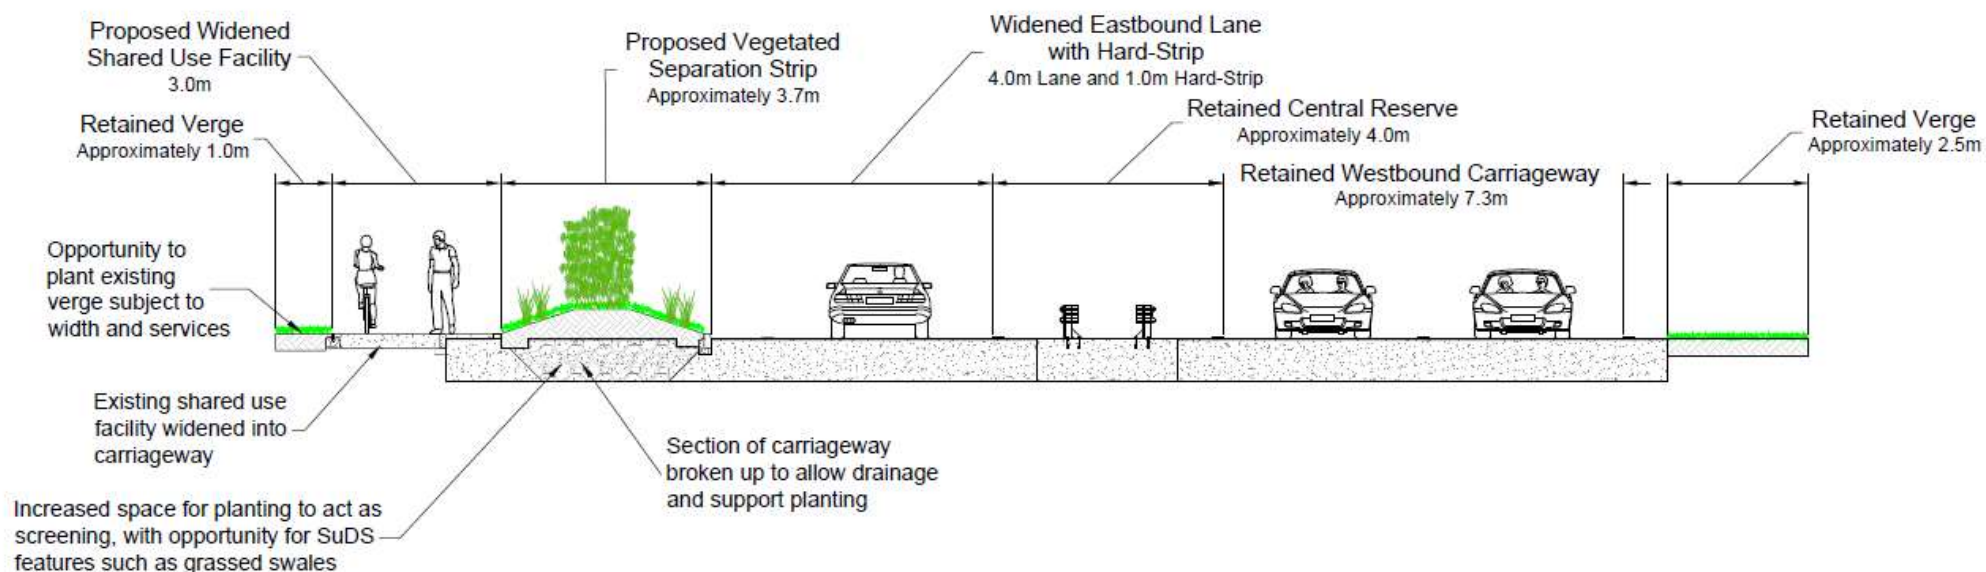 Proposed Widened
Shared Use Facility
3.0m
Retained Verge
Approximately 1.0m
Proposed Vegetated
Separation Strip
Approximately 3.7m
Widened Eastbound Lane
with Hard-Strip
4.0m Lane and 1.0m Hard-Strip
Retained Central Reserve
Approximately 4.0m
Retained Westbound Carriageway
Approximately 7.3m
Retained Verge
Approximately 2.5m
Opportunity to
plant existing
verge subject to
width and services
Existing shared use
facility widened into
carriageway
Increased space for planting to act as
screening, with opportunity for SuDS
features such as grassed swales
Section of carriageway
broken up to allow drainage
and support planting